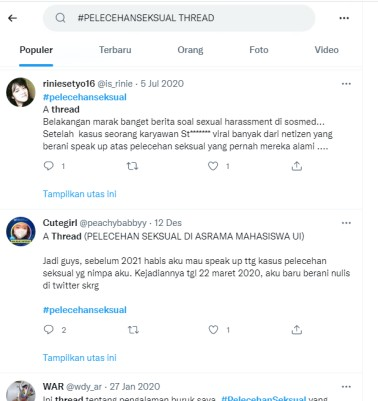 #PELECEHANSEKSUAL THREAD
Populer Terbaru Orang Foto Video
riniesetyo16 @is_rinie · 5 Jul 2020
#pelecehanseksual
A thread
Belakangan marak banget berita soal sexual harassment di sosmed...
Setelah kasus seorang karyawan St******* viral banyak dari netizen yang
berani speak up atas pelecehan seksual yang pernah mereka alami ....
1 1
Tampilkan utas ini
Cutegirl @peachybabbyy · 12 Des
A Thread (PELECEHAN SEKSUAL DI ASRAMA MAHASISWA UI)
Jadi guys, sebelum 2021 habis aku mau speak up ttg kasus pelecehan
seksual yg nimpa aku. Kejadiannya tgl 22 maret 2020, aku baru berani nulis
di twitter skrg
#pelecehanseksual
2 1
Tampilkan utas ini
WAR @wdy_ar · 27 Jan 2020
Ini thread tentang pengalaman buruk saya. #PelecehanSeksual yang